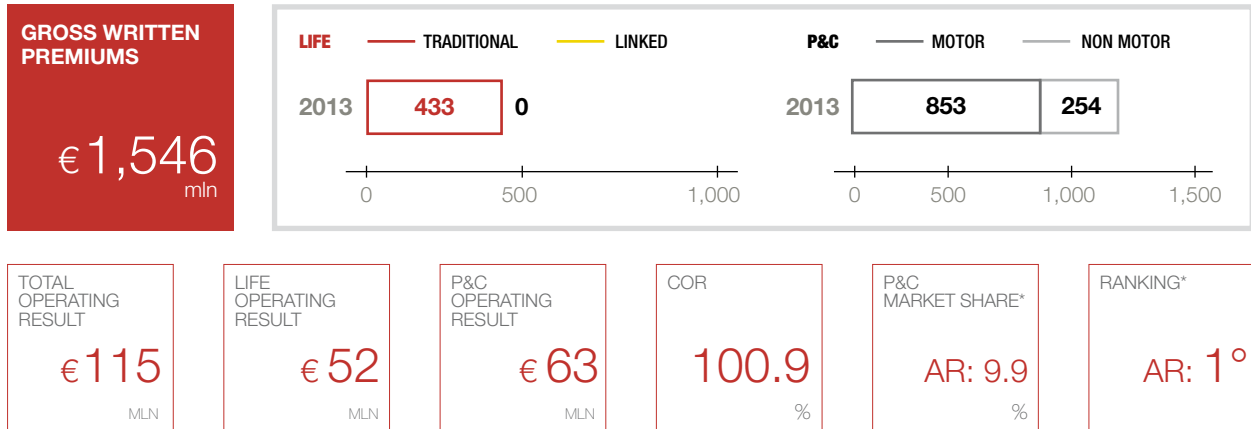 GROSS WRITTEN
PREMIUMS
€ 1,546
mln
LIFE TRADITIONAL LINKED
2013 433 0
0 500 1,000
P&C MOTOR NON MOTOR
2013 853 254
0 500 1,000 1,500
TOTAL
OPERATING
RESULT
€ 115
MLN
LIFE
OPERATING
RESULT
€ 52
MLN
P&C
OPERATING
RESULT
€ 63
MLN
COR
100.9
%
P&C
MARKET SHARE*
AR: 9.9
%
RANKING*
AR: 1°